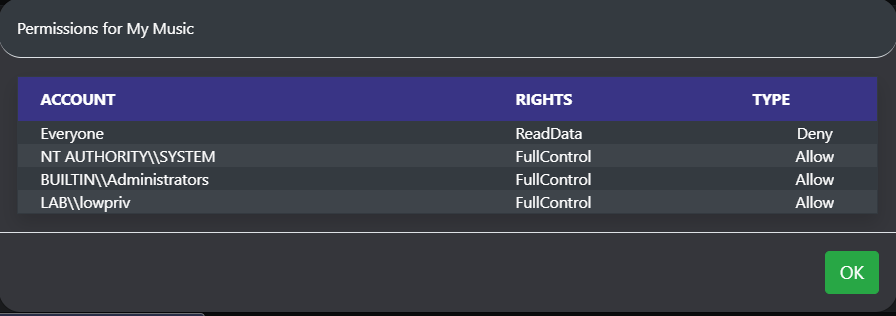 Permissions for My Music
ACCOUNT RIGHTS TYPE
Everyone ReadData Deny
NT AUTHORITY\\SYSTEM FullControl Allow
BUILTIN\\Administrators FullControl Allow
LAB\\lowpriv FullControl Allow
OK